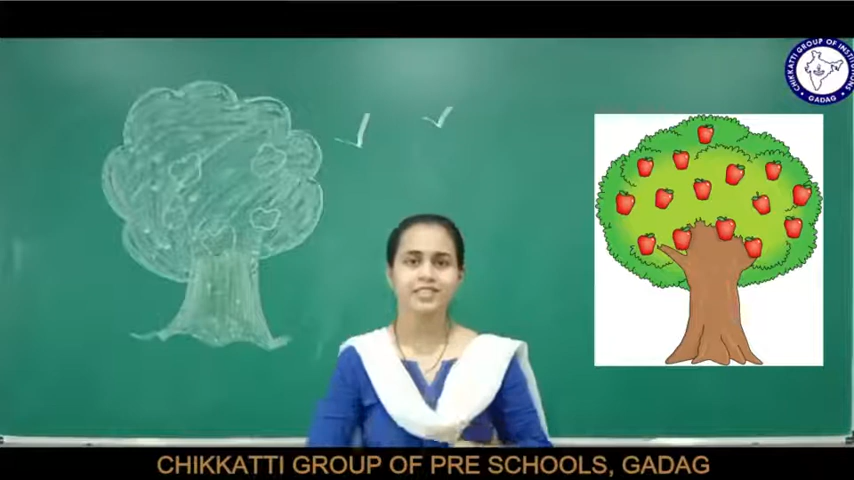 CHIKKATTI GROUP OF INSTITUTIONS
GADAG
CHIKKATTI GROUP OF PRE SCHOOLS, GADAG